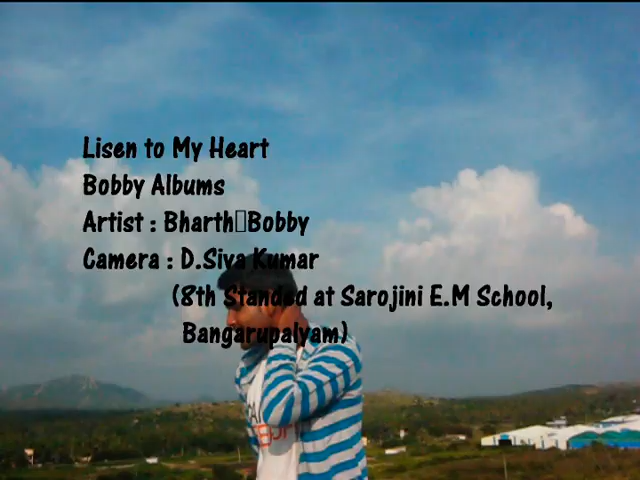 Lisen to My Heart
Bobby Albums
Artist : Bharth▯Bobby
Camera : D.Siva Kumar
(8th Standed at Sarojini E.M School,
Bangarupalyam)